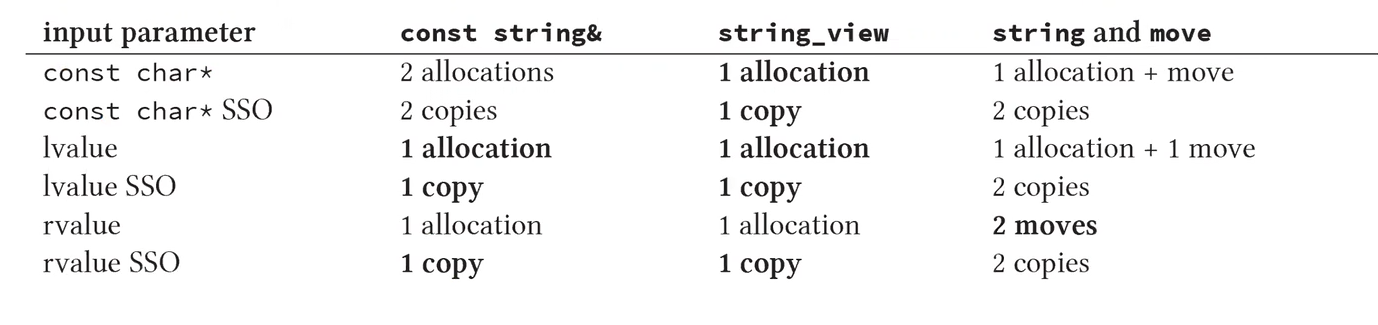 input parameter const string& string_view string and move
const char* 2 allocations 1 allocation 1 allocation + move
const char* SSO 2 copies 1 copy 2 copies
lvalue 1 allocation 1 allocation 1 allocation + 1 move
lvalue SSO 1 copy 1 copy 2 copies
rvalue 1 allocation 1 allocation 2 moves
rvalue SSO 1 copy 1 copy 2 copies